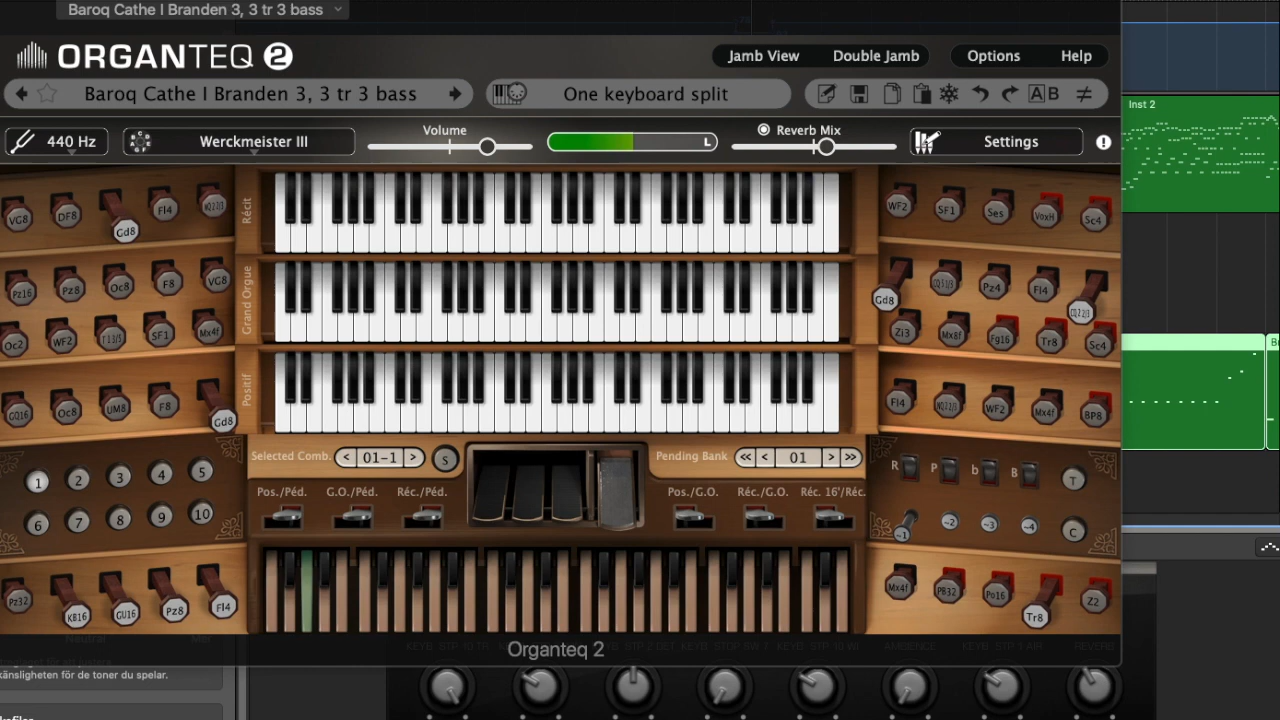 Baroq Cathe I Branden 3, 3 tr 3 bass
ORGANTEQ 2
Jamb View Double Jamb Options Help
Baroq Cathe I Branden 3, 3 tr 3 bass One keyboard split A B
440 Hz Werckmeister III Volume L Reverb Mix Settings
Inst 2
VG8 DF8 Gd8 Fl4 Récit WF2 SF1 Ses VoxH Sc4
Pz16 Pz8 Oc8 F8 VG8 Grand Orgue Gd8 Pz4 Fl4
Oc2 WF2 SF1 Mx4f Zi3 Mx8f Fg16 Tr8 Sc4
GQ16 Oc8 UM8 F8 Gd8 Positif Fl4 WF2 Mx4f BP8
Selected Comb. < 01-1 > S Pending Bank << < 01 > >>
R P b B T
1 2 3 4 5
Pos./Péd. G.O./Péd. Réc./Péd. Pos./G.O. Réc./G.O. Réc. 16'/Réc.
6 7 8 9 10
~1 ~2 ~3 ~4 C
Pz32 KB16 GU16 Pz8 Fl4 Mx4f PB32 Po16 Tr8 Z2
Organteq 2
Neutral
känsligheten för de toner du spelar.